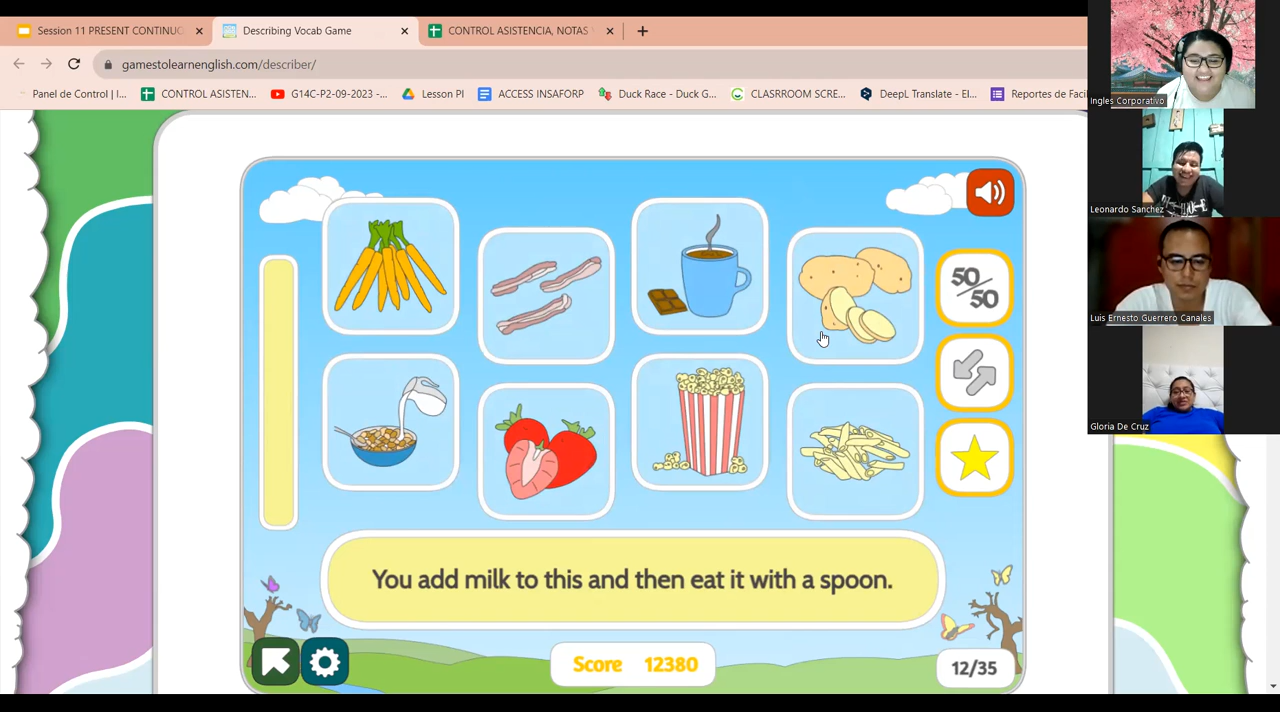 Session 11 PRESENT CONTINUO
Describing Vocab Game
CONTROL ASISTENCIA, NOTAS
gamestolearnenglish.com/describer/
Panel de Control | I...
CONTROL ASISTEN...
G14C-P2-09-2023 -...
Lesson Pl
ACCESS INSAFORP
Duck Race - Duck G...
CLASRROOM SCRE...
DeepL Translate - El...
Reportes de Facil
Ingles Corporativo
Leonardo Sanchez
Luis Ernesto Guerrero Canales
Gloria De Cruz
50/50
You add milk to this and then eat it with a spoon.
Score 12380
12/35